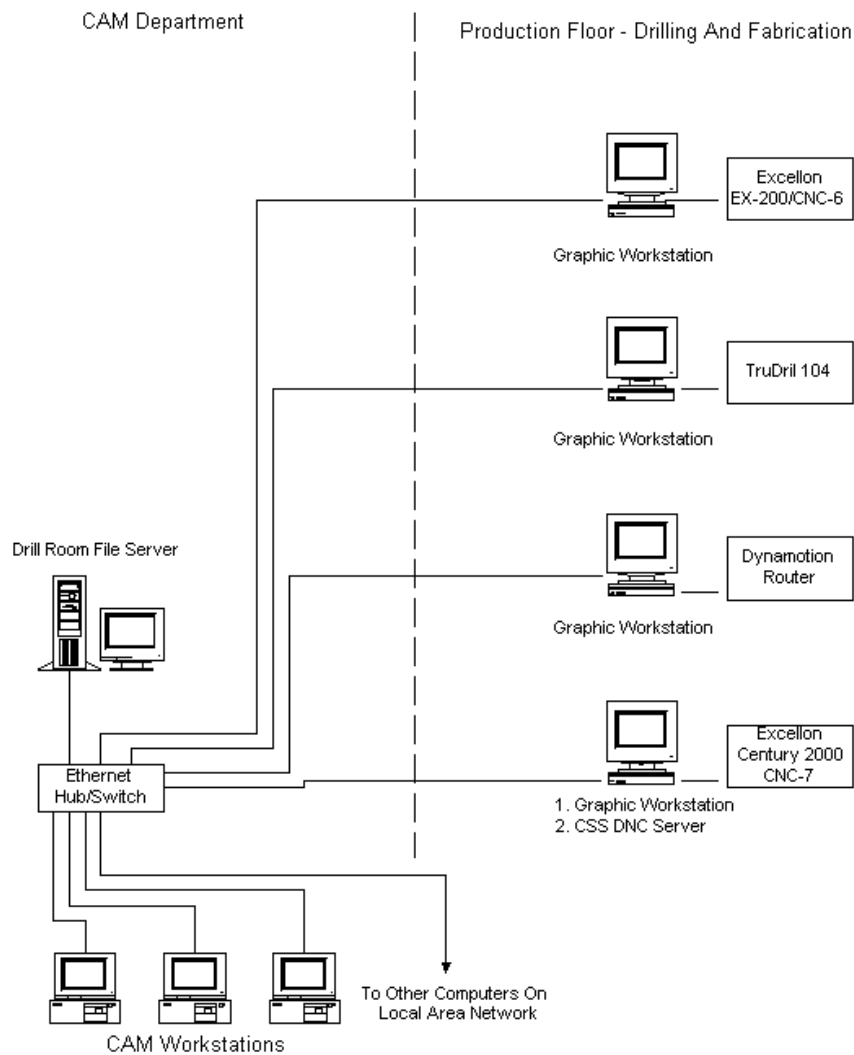 CAM Department
Production Floor - Drilling And Fabrication
Excellon
EX-200/CNC-6
Graphic Workstation
TruDril 104
Graphic Workstation
Drill Room File Server
Dynamotion
Router
Graphic Workstation
Excellon
Century 2000
CNC-7
Ethernet
Hub/Switch
1. Graphic Workstation
2. CSS DNC Server
To Other Computers On
Local Area Network
CAM Workstations